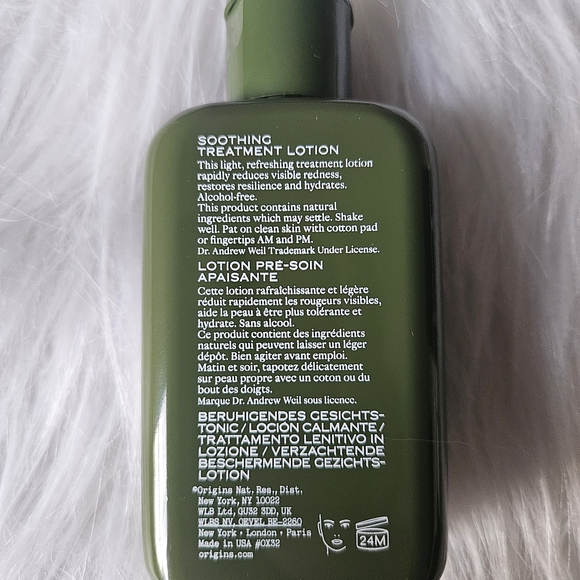 SOOTHING
TREATMENT LOTION
This light, refreshing treatment lotion
rapidly reduces visible redness,
restores resilience and hydrates.
Alcohol-free.
This product contains natural
ingredients which may settle. Shake
well. Pat on clean skin with cotton pad
or fingertips AM and PM.
Dr. Andrew Weil Trademark Under License.
LOTION PRÉ-SOIN
APAISANTE
Cette lotion rafraîchissante et légère
réduit rapidement les rougeurs visibles,
aide la peau à être plus tolérante et
hydrate. Sans alcool.
Ce produit contient des ingrédients
naturels qui peuvent laisser un léger
dépôt. Bien agiter avant emploi.
Matin et soir, tapotez délicatement
sur peau propre avec un coton ou du
bout des doigts.
Marque Dr. Andrew Weil sous licence.
BERUHIGENDES GESICHTS-
TONIC / LOCIÓN CALMANTE /
TRATTAMENTO LENITIVO IN
LOZIONE / VERZACHTENDE
BESCHERMENDE GEZICHTS-
LOTION
©Origins Nat. Res., Dist.
New York, NY 10022
WLB Ltd, GU32 3DD, UK
WLBS NV, OEVEL BE-2260
New York • London • Paris
Made in USA #0X32
origins.com
24M